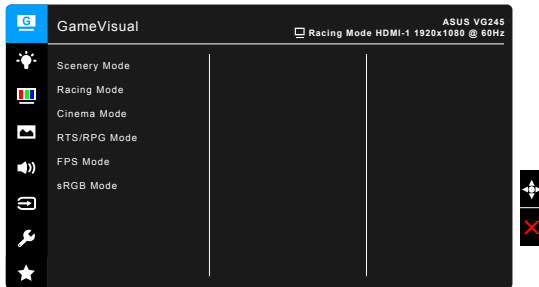 G
GameVisual
ASUS VG245
Racing Mode HDMI-1 1920x1080 @ 60Hz
Scenery Mode
Racing Mode
Cinema Mode
RTS/RPG Mode
FPS Mode
sRGB Mode